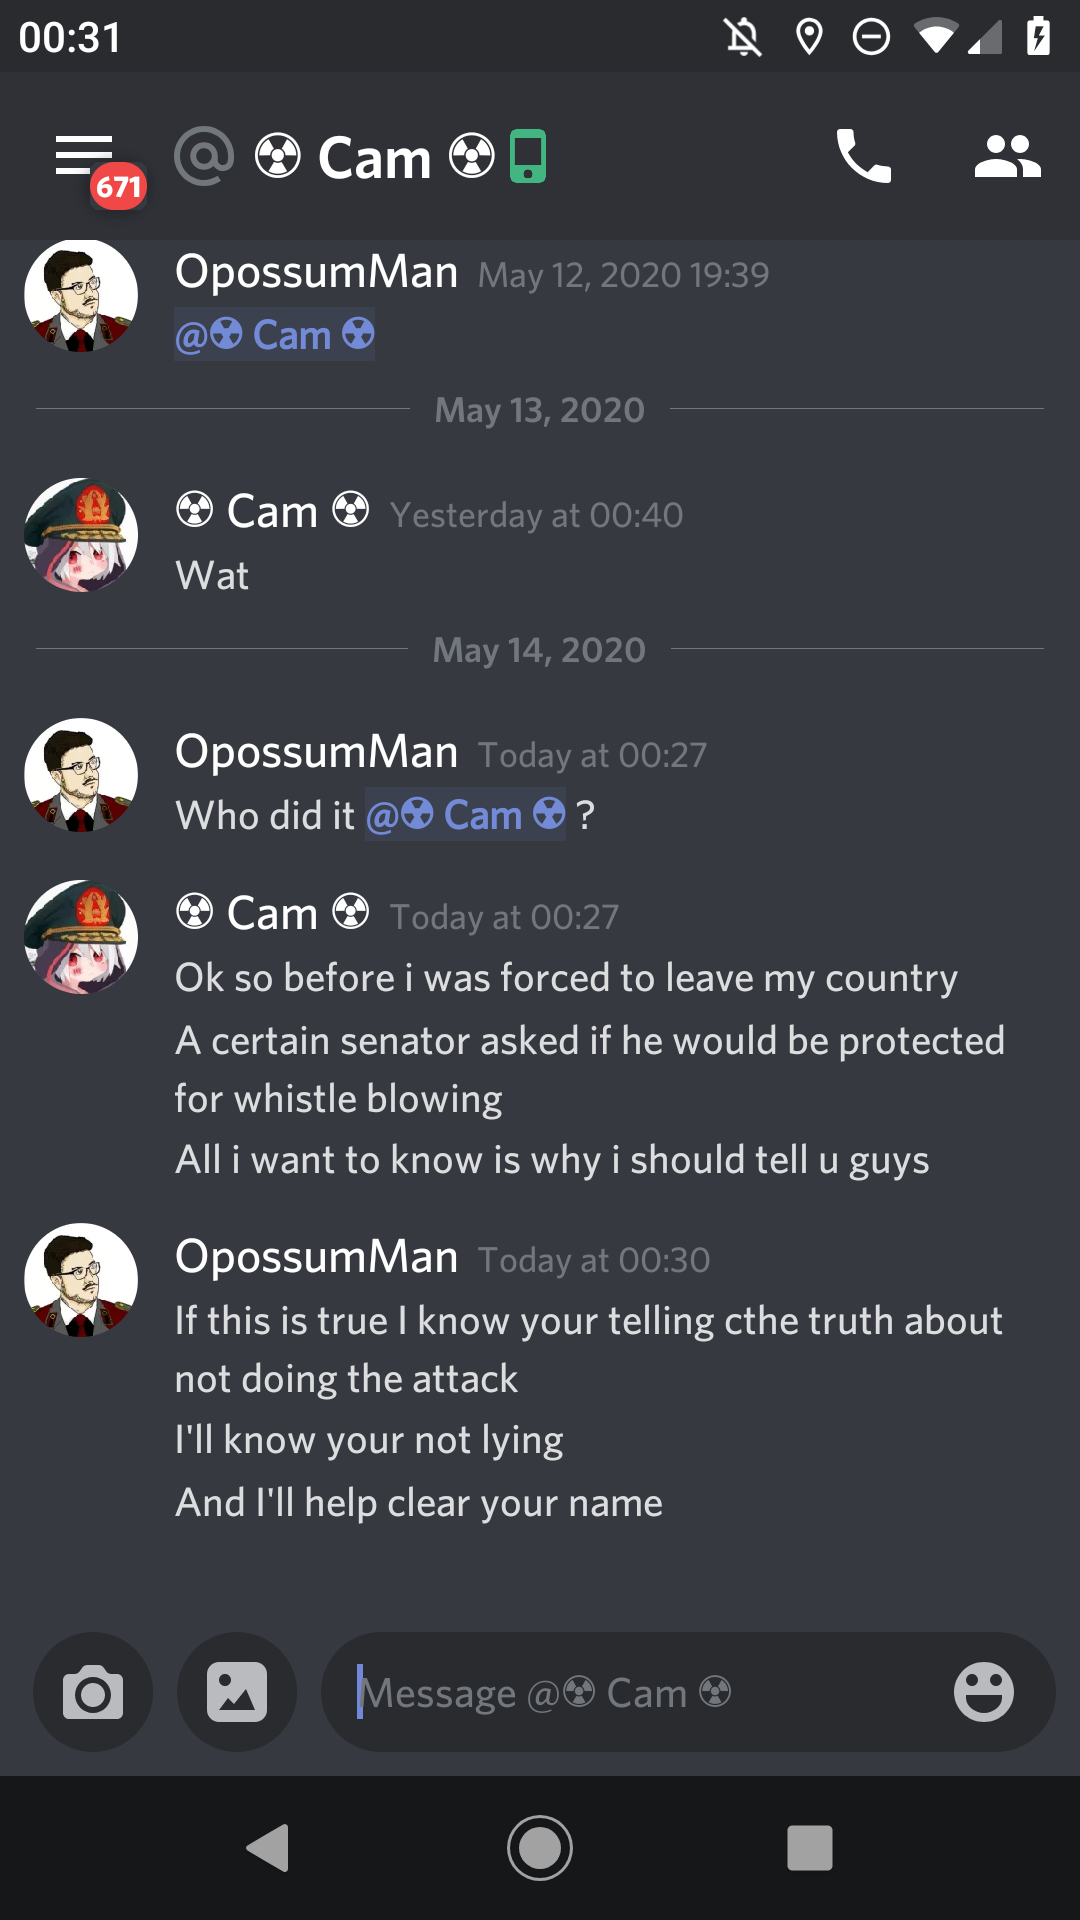 00:31
671
@ ☢ Cam ☢
OpossumMan May 12, 2020 19:39
@☢ Cam ☢
May 13, 2020
☢ Cam ☢ Yesterday at 00:40
Wat
May 14, 2020
OpossumMan Today at 00:27
Who did it @☢ Cam ☢ ?
☢ Cam ☢ Today at 00:27
Ok so before i was forced to leave my country
A certain senator asked if he would be protected
for whistle blowing
All i want to know is why i should tell u guys
OpossumMan Today at 00:30
If this is true I know your telling cthe truth about
not doing the attack
I'll know your not lying
And I'll help clear your name
Message @☢ Cam ☢